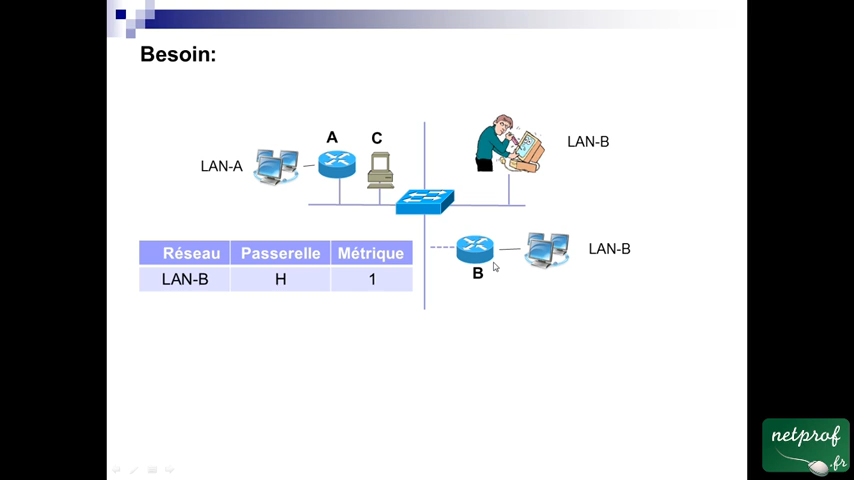 Besoin:
A
C
LAN-A
LAN-B
Réseau Passerelle Métrique
LAN-B H 1
B
LAN-B
netprof
.fr